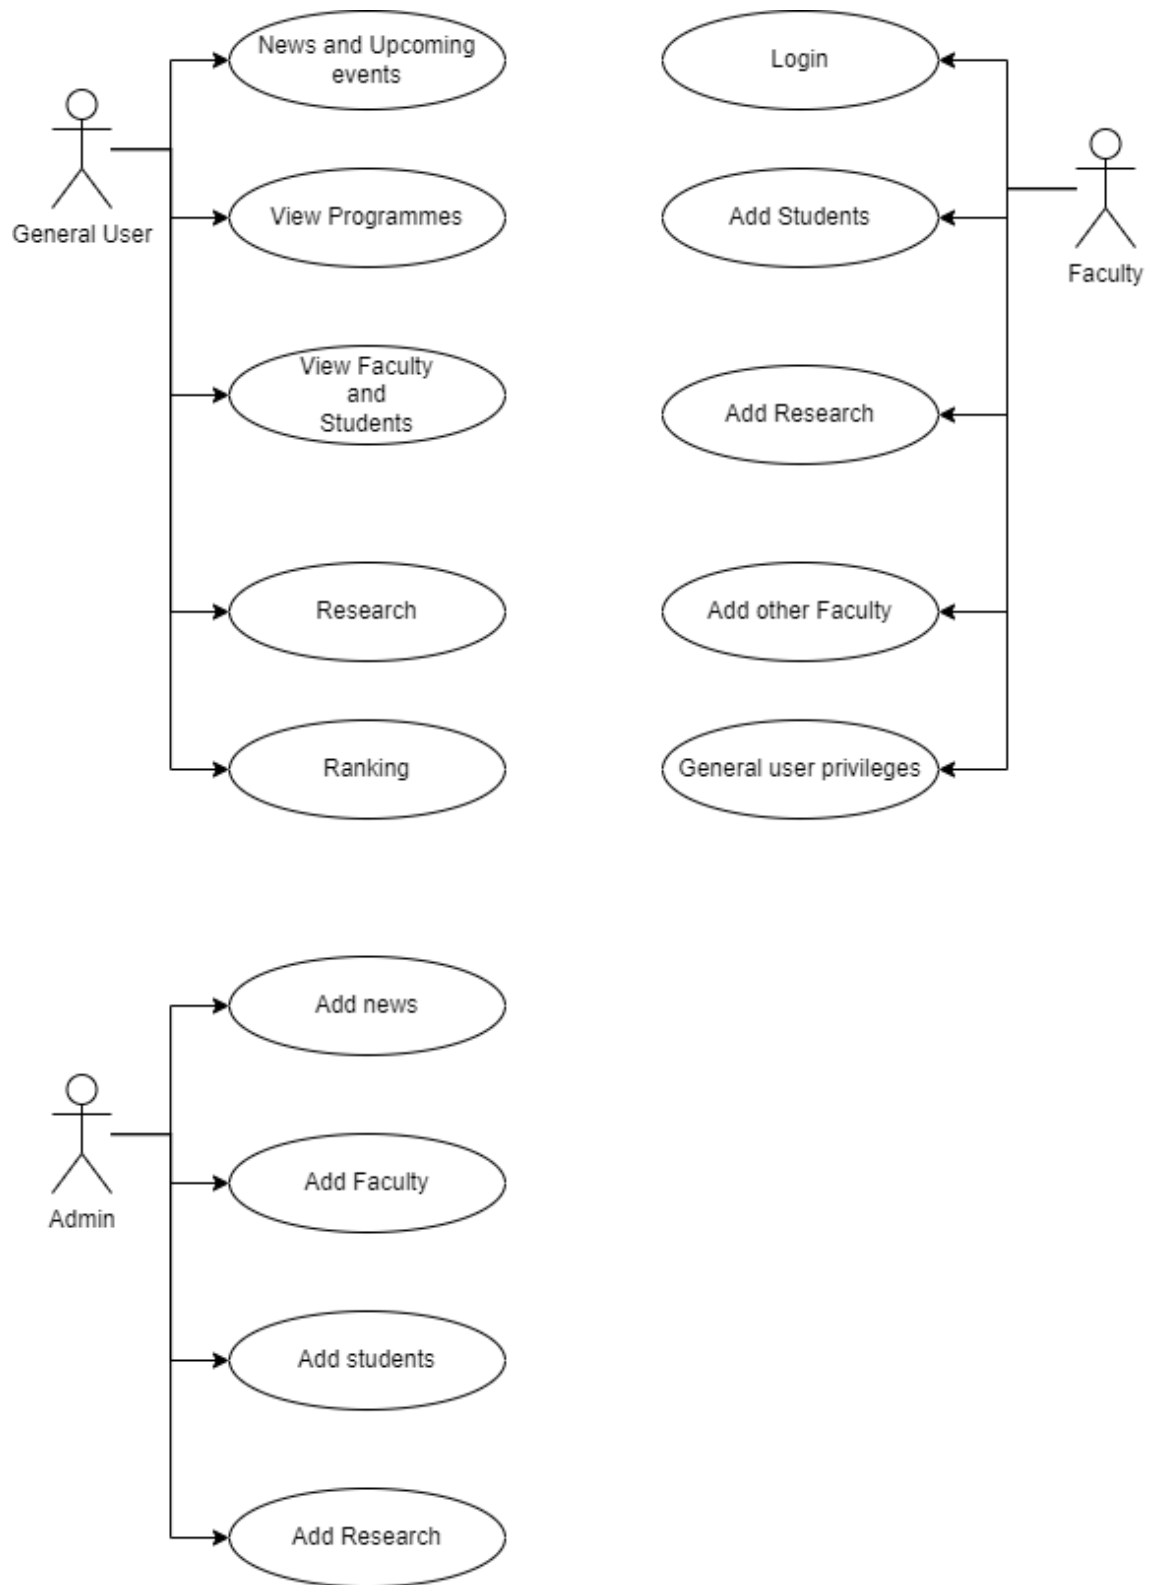 News and Upcoming
events
General User
View Programmes
View Faculty
and
Students
Research
Ranking
Login
Add Students
Faculty
Add Research
Add other Faculty
General user privileges
Add news
Admin
Add Faculty
Add students
Add Research